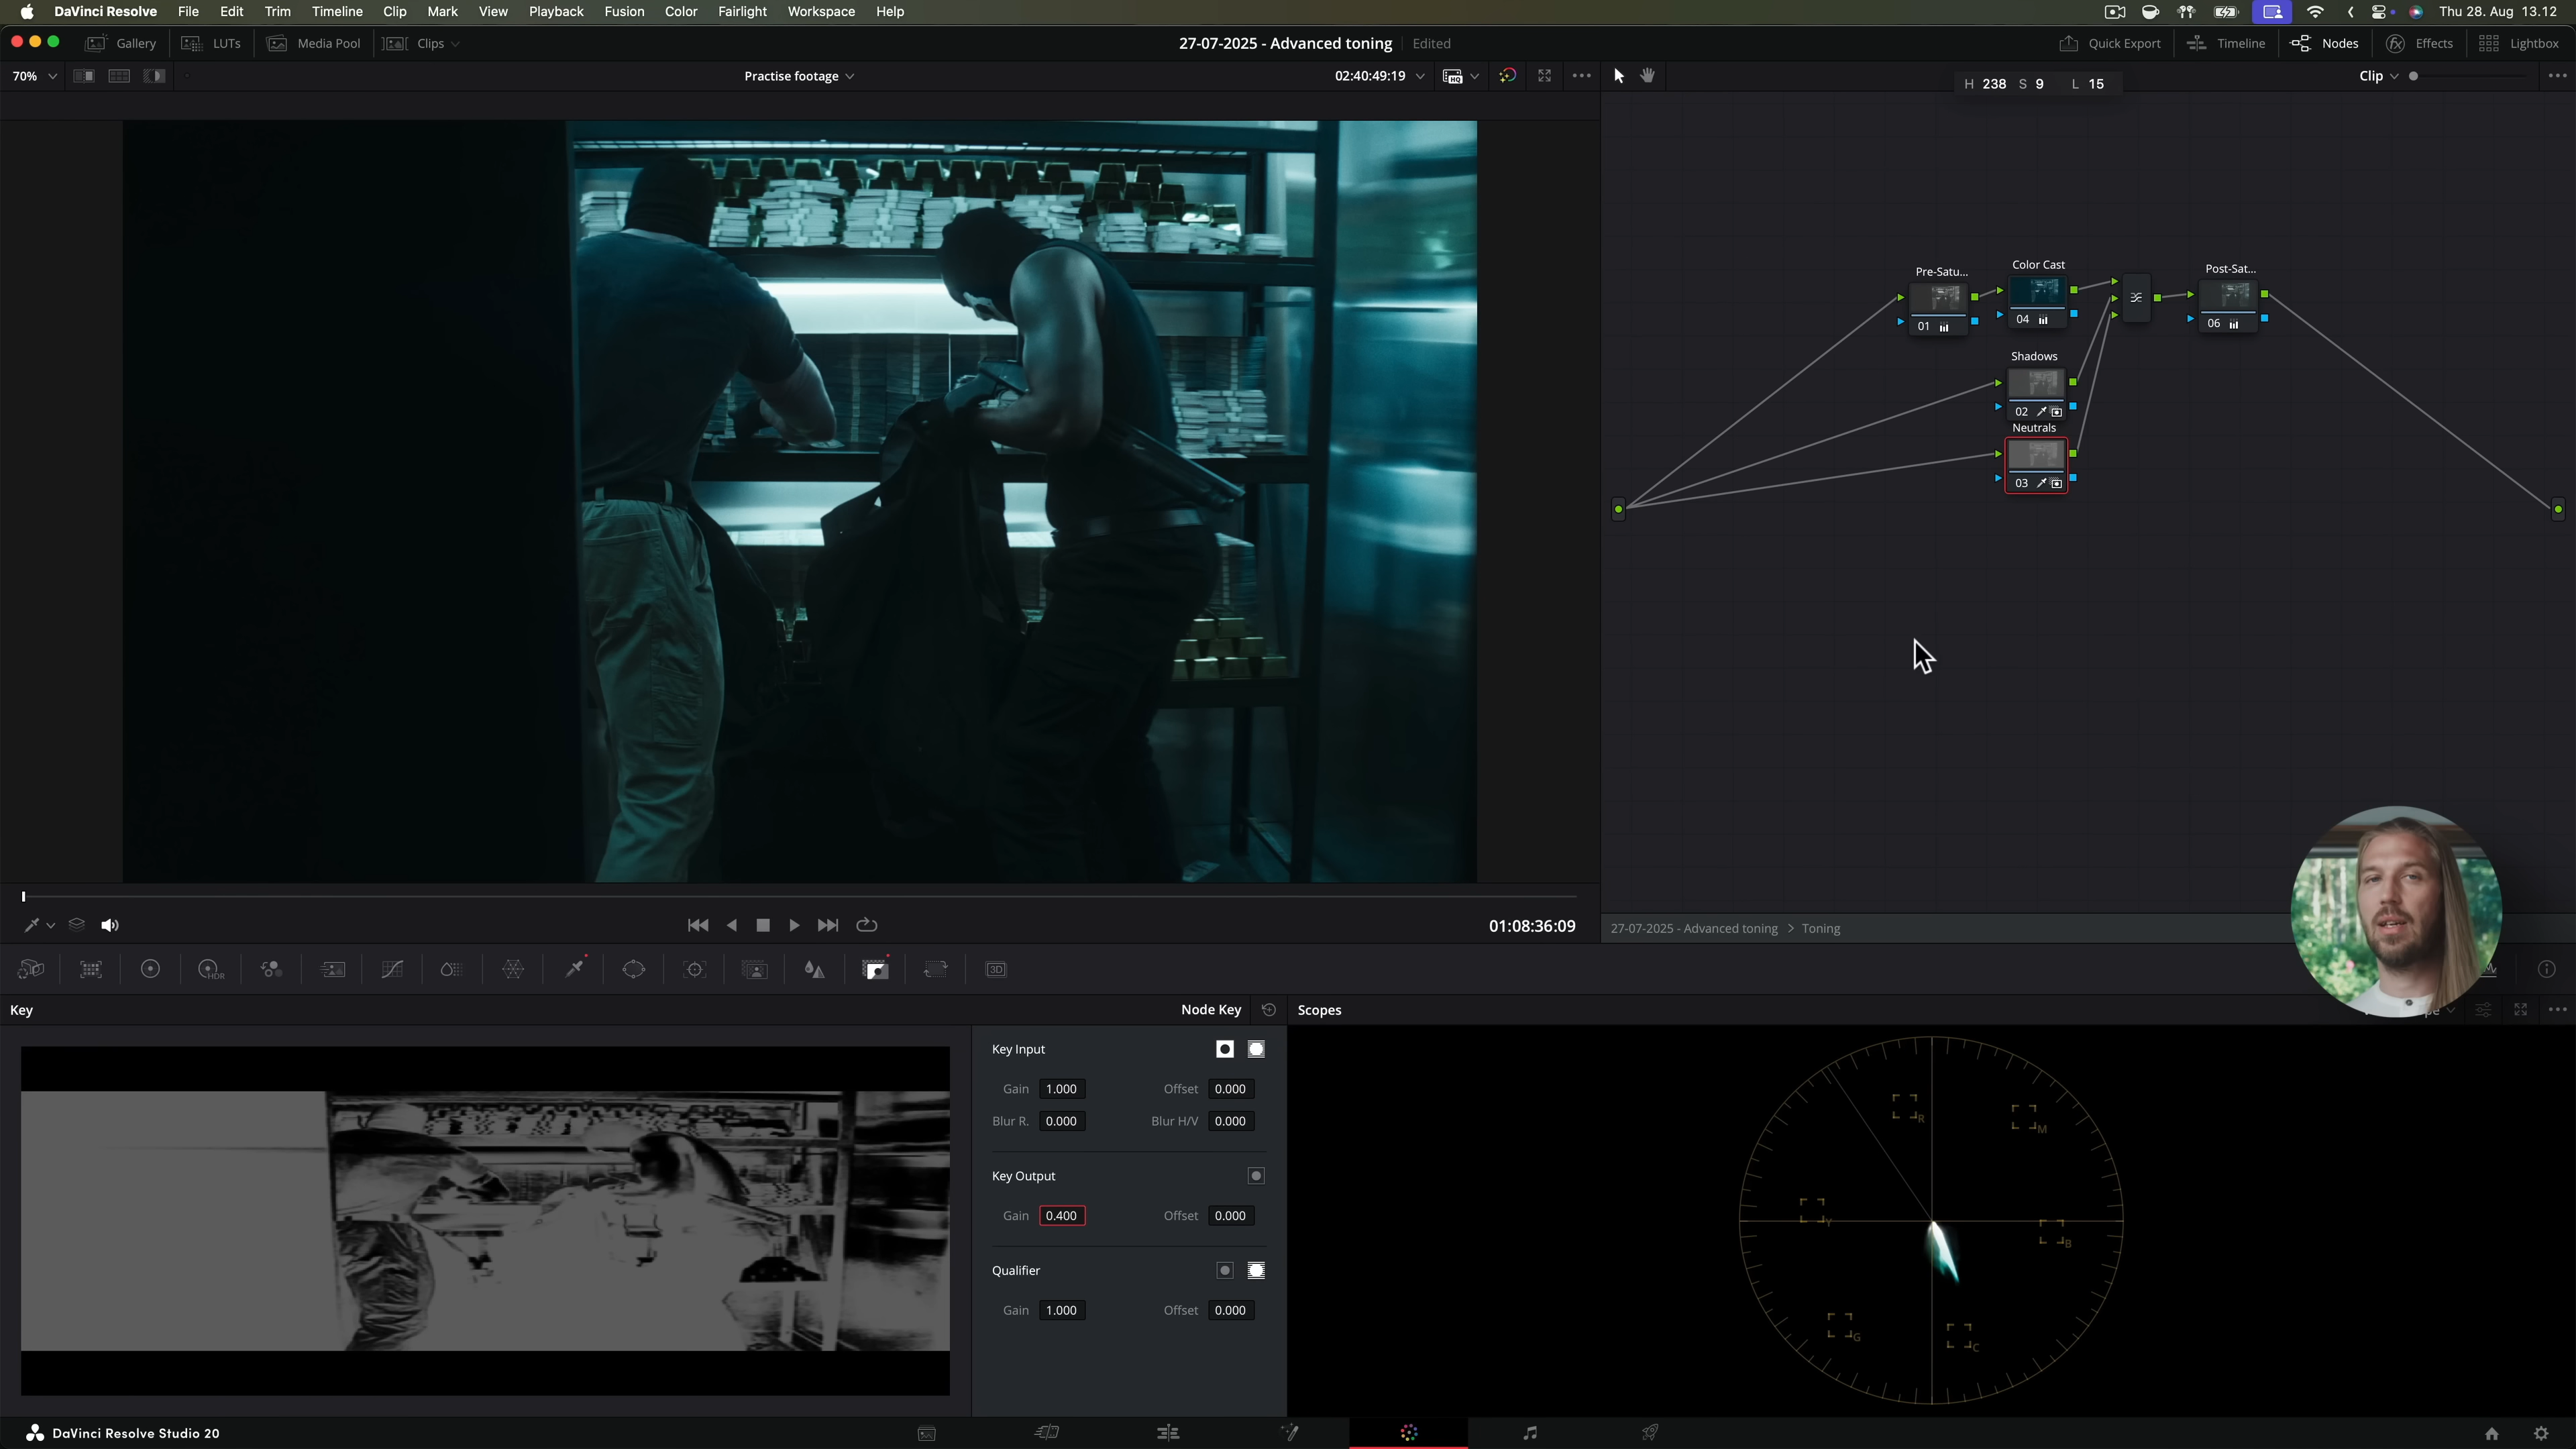 DaVinci Resolve File Edit Trim Timeline Clip Mark View Playback Fusion Color Fairlight Workspace Help Thu 28. Aug 13.12
Gallery LUTs Media Pool Clips 27-07-2025 - Advanced toning Edited Quick Export Timeline Nodes Effects Lightbox
70% Practise footage 02:40:49:19 HQ Clip
H 238 S 9 L 15
Pre-Satu... Color Cast Post-Sat...
01 04 06
Shadows
02
Neutrals
03
01:08:36:09
27-07-2025 - Advanced toning > Toning
HDR 3D
Key Node Key Scopes
Key Input
Gain 1.000 Offset 0.000
Blur R. 0.000 Blur H/V 0.000
Key Output
Gain 0.400 Offset 0.000
Qualifier
Gain 1.000 Offset 0.000
R
M
Y
B
G
C
DaVinci Resolve Studio 20